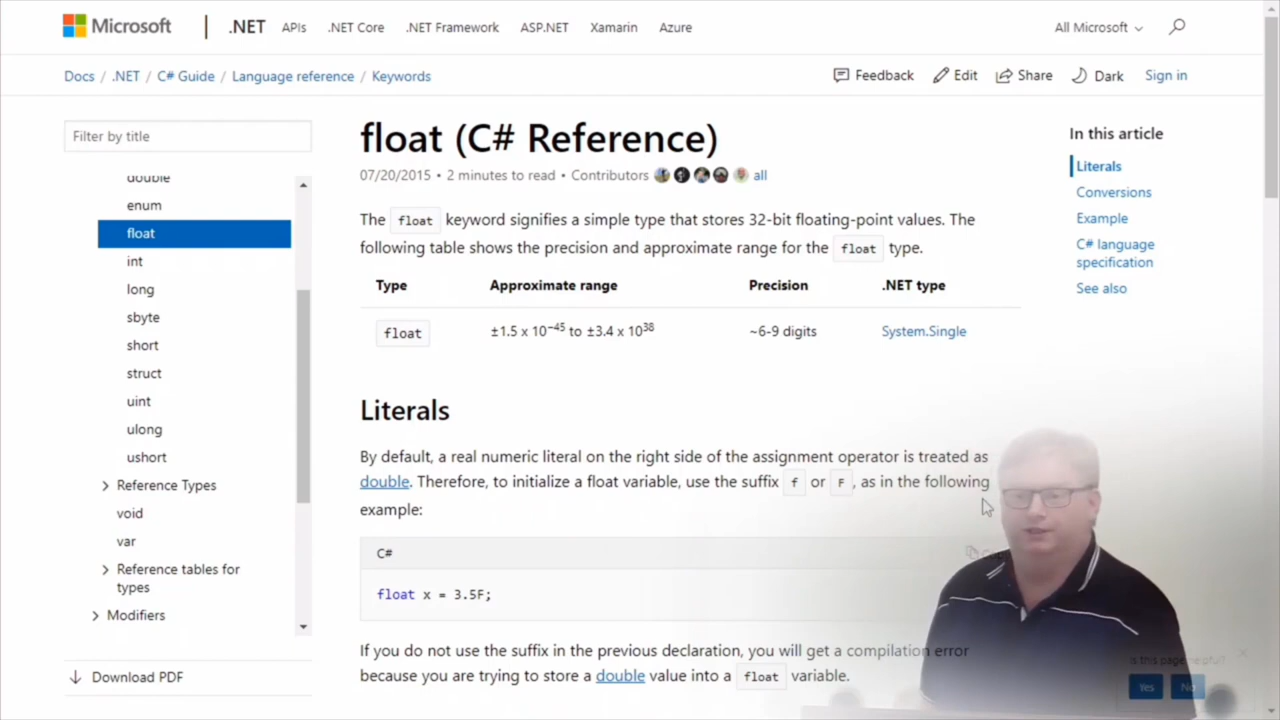 Microsoft
.NET
APIs
.NET Core
.NET Framework
ASP.NET
Xamarin
Azure
All Microsoft
Docs / .NET / C# Guide / Language reference / Keywords
Feedback
Edit
Share
Dark
Sign in
Filter by title
double
enum
float
int
long
sbyte
short
struct
uint
ulong
ushort
Reference Types
void
var
Reference tables for
types
Modifiers
Download PDF
float (C# Reference)
07/20/2015 • 2 minutes to read • Contributors all
The float keyword signifies a simple type that stores 32-bit floating-point values. The
following table shows the precision and approximate range for the float type.
Type Approximate range Precision .NET type
float ±1.5 x 10⁻⁴⁵ to ±3.4 x 10³⁸ ~6-9 digits System.Single
Literals
By default, a real numeric literal on the right side of the assignment operator is treated as
double. Therefore, to initialize a float variable, use the suffix f or F, as in the following
example:
C#
float x = 3.5F;
If you do not use the suffix in the previous declaration, you will get a compilation error
because you are trying to store a double value into a float variable.
In this article
Literals
Conversions
Example
C# language
specification
See also
Is this page helpful?
Yes
No